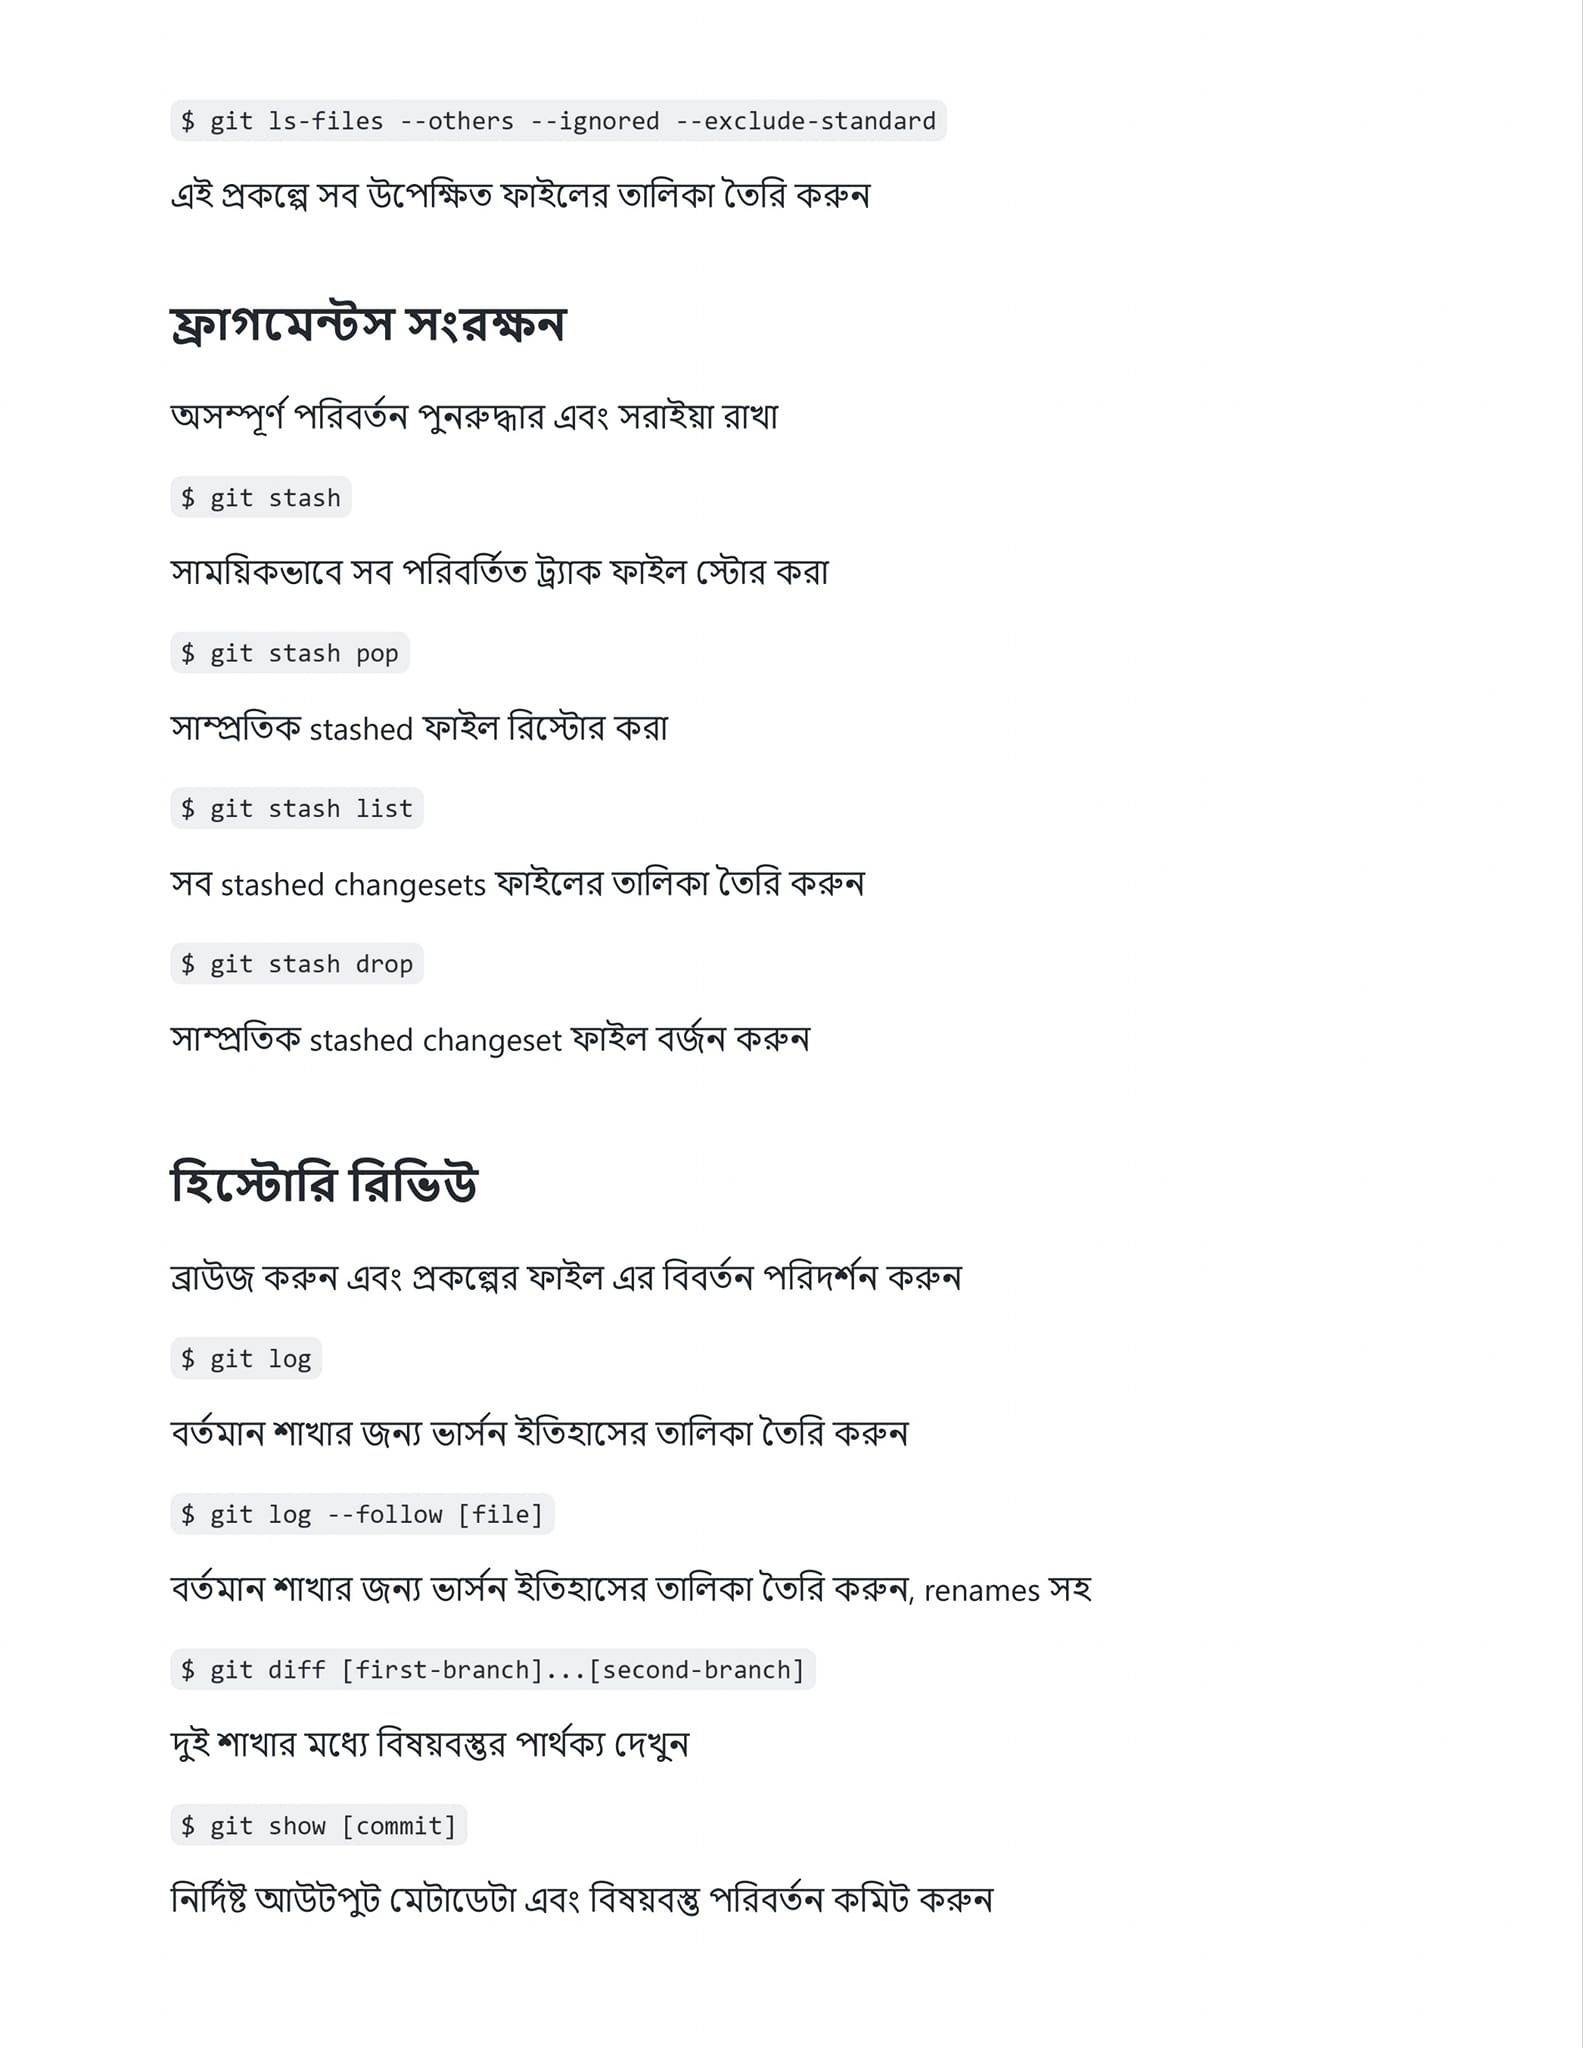 $ git ls-files --others --ignored --exclude-standard
এই প্রকল্পে সব উপেক্ষিত ফাইলের তালিকা তৈরি করুন
ফ্রাগমেন্টস সংরক্ষন
অসম্পূর্ণ পরিবর্তন পুনরুদ্ধার এবং সরাইয়া রাখা
$ git stash
সাময়িকভাবে সব পরিবর্তিত ট্র্যাক ফাইল স্টোর করা
$ git stash pop
সাম্প্রতিক stashed ফাইল রিস্টোর করা
$ git stash list
সব stashed changesets ফাইলের তালিকা তৈরি করুন
$ git stash drop
সাম্প্রতিক stashed changeset ফাইল বর্জন করুন
হিস্টোরি রিভিউ
ব্রাউজ করুন এবং প্রকল্পের ফাইল এর বিবর্তন পরিদর্শন করুন
$ git log
বর্তমান শাখার জন্য ভার্সন ইতিহাসের তালিকা তৈরি করুন
$ git log --follow [file]
বর্তমান শাখার জন্য ভার্সন ইতিহাসের তালিকা তৈরি করুন, renames সহ
$ git diff [first-branch]...[second-branch]
দুই শাখার মধ্যে বিষয়বস্তুর পার্থক্য দেখুন
$ git show [commit]
নির্দিষ্ট আউটপুট মেটাডেটা এবং বিষয়বস্তু পরিবর্তন কমিট করুন